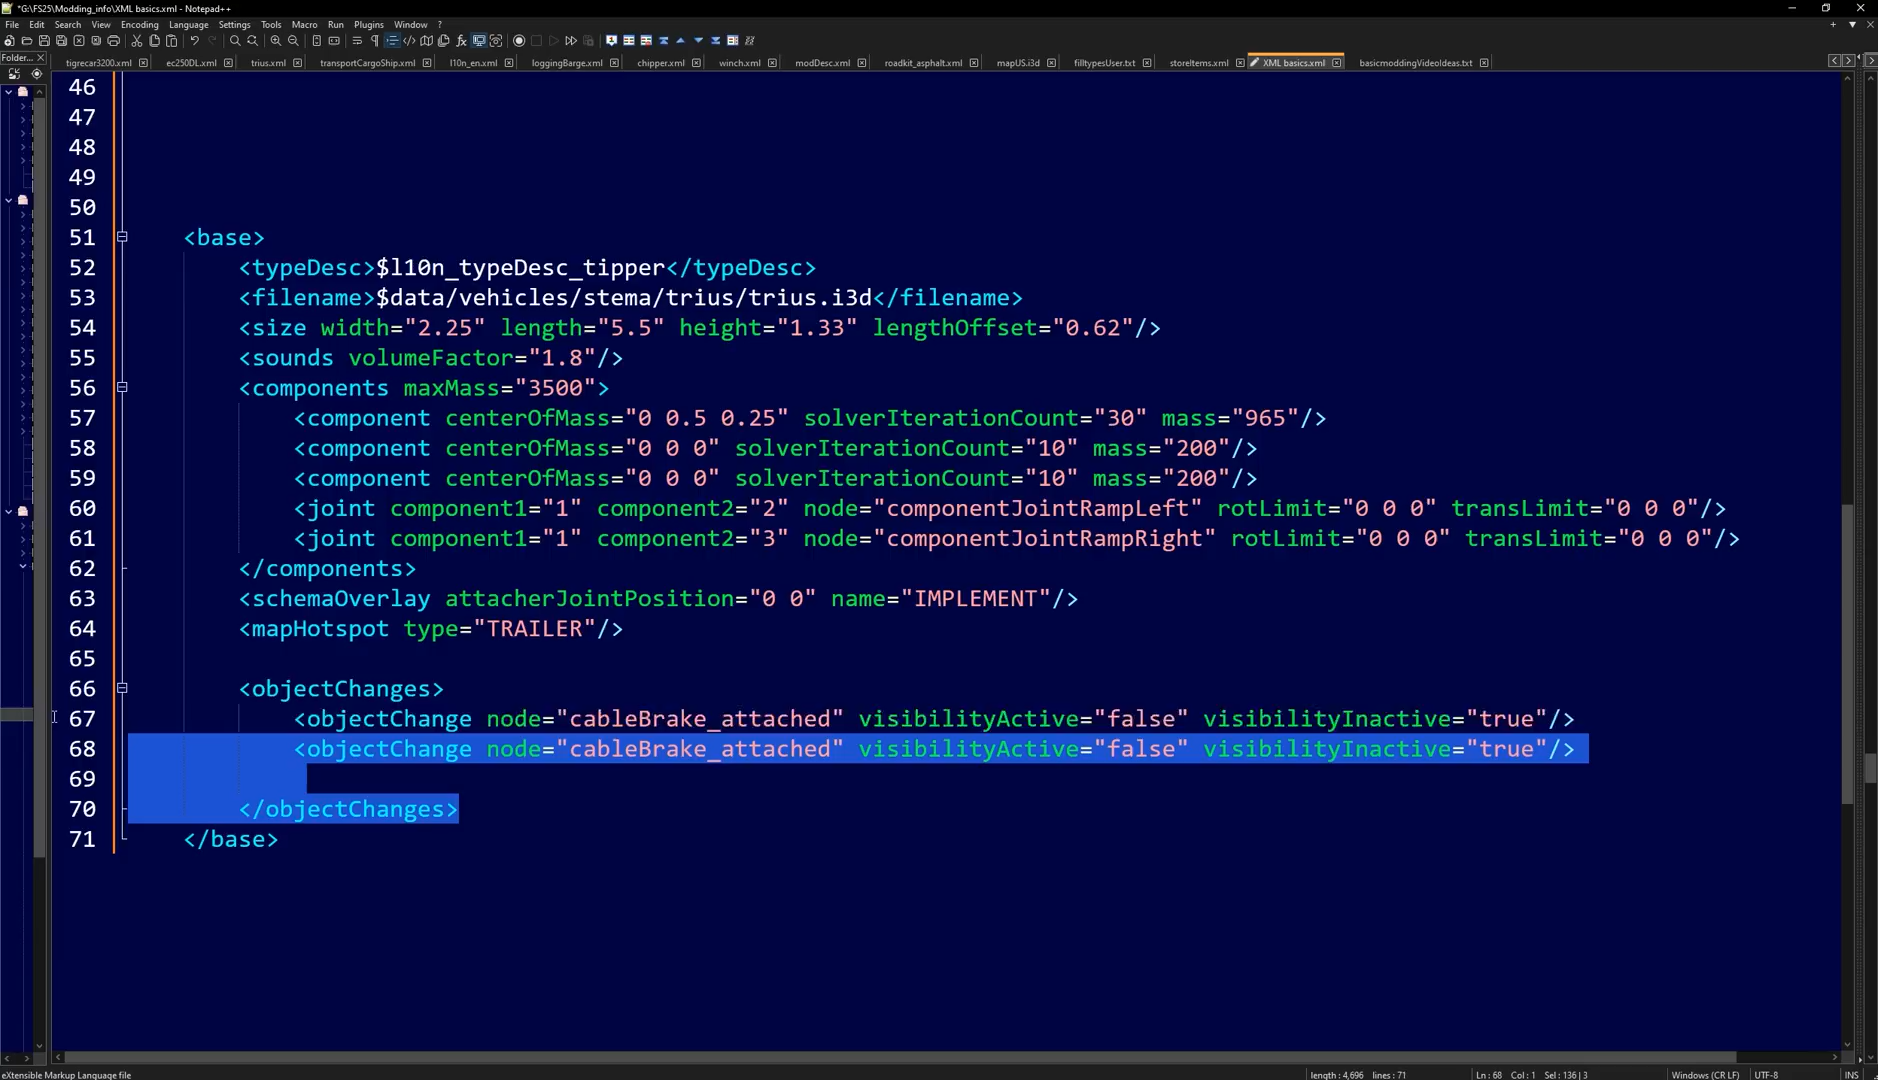 *G:\FS25\Modding_info\XML basics.xml - Notepad++
File Edit Search View Encoding Language Settings Tools Macro Run Plugins Window ?
Folder...
tigrecar3200.xml ec250DL.xml trius.xml transportCargoShip.xml l10n_en.xml loggingBarge.xml chipper.xml winch.xml modDesc.xml roadkit_asphalt.xml mapUS.i3d filltypesUser.txt storeItems.xml XML basics.xml basicmoddingVideoIdeas.txt
46
47
48
49
50
51 <base>
52 <typeDesc>$l10n_typeDesc_tipper</typeDesc>
53 <filename>$data/vehicles/stema/trius/trius.i3d</filename>
54 <size width="2.25" length="5.5" height="1.33" lengthOffset="0.62"/>
55 <sounds volumeFactor="1.8"/>
56 <components maxMass="3500">
57 <component centerOfMass="0 0.5 0.25" solverIterationCount="30" mass="965"/>
58 <component centerOfMass="0 0 0" solverIterationCount="10" mass="200"/>
59 <component centerOfMass="0 0 0" solverIterationCount="10" mass="200"/>
60 <joint component1="1" component2="2" node="componentJointRampLeft" rotLimit="0 0 0" transLimit="0 0 0"/>
61 <joint component1="1" component2="3" node="componentJointRampRight" rotLimit="0 0 0" transLimit="0 0 0"/>
62 </components>
63 <schemaOverlay attacherJointPosition="0 0" name="IMPLEMENT"/>
64 <mapHotspot type="TRAILER"/>
65
66 <objectChanges>
67 <objectChange node="cableBrake_attached" visibilityActive="false" visibilityInactive="true"/>
68 <objectChange node="cableBrake_attached" visibilityActive="false" visibilityInactive="true"/>
69
70 </objectChanges>
71 </base>
eXtensible Markup Language file length : 4,696 lines : 71 Ln : 68 Col : 1 Sel : 136 | 3 Windows (CR LF) UTF-8 INS